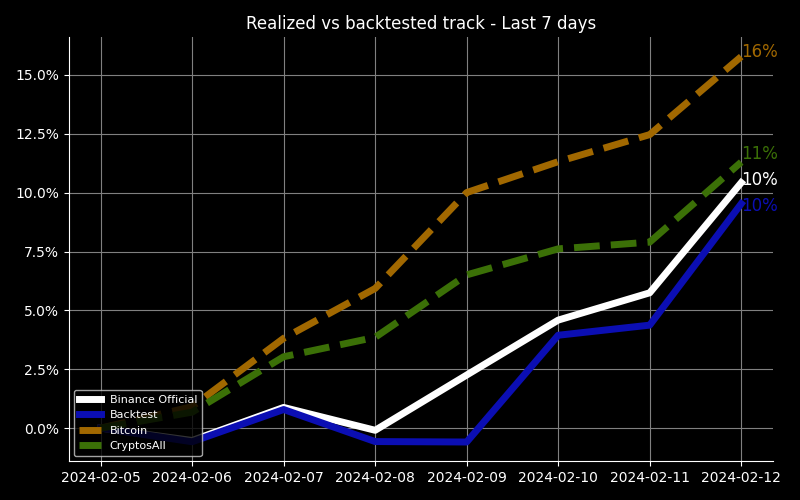 Realized vs backtested track - Last 7 days
16%
15.0%
12.5%
11%
10%
10.0%
10%
7.5%
5.0%
2.5%
0.0%
Binance Official
Backtest
Bitcoin
CryptosAll
2024-02-05 2024-02-06 2024-02-07 2024-02-08 2024-02-09 2024-02-10 2024-02-11 2024-02-12